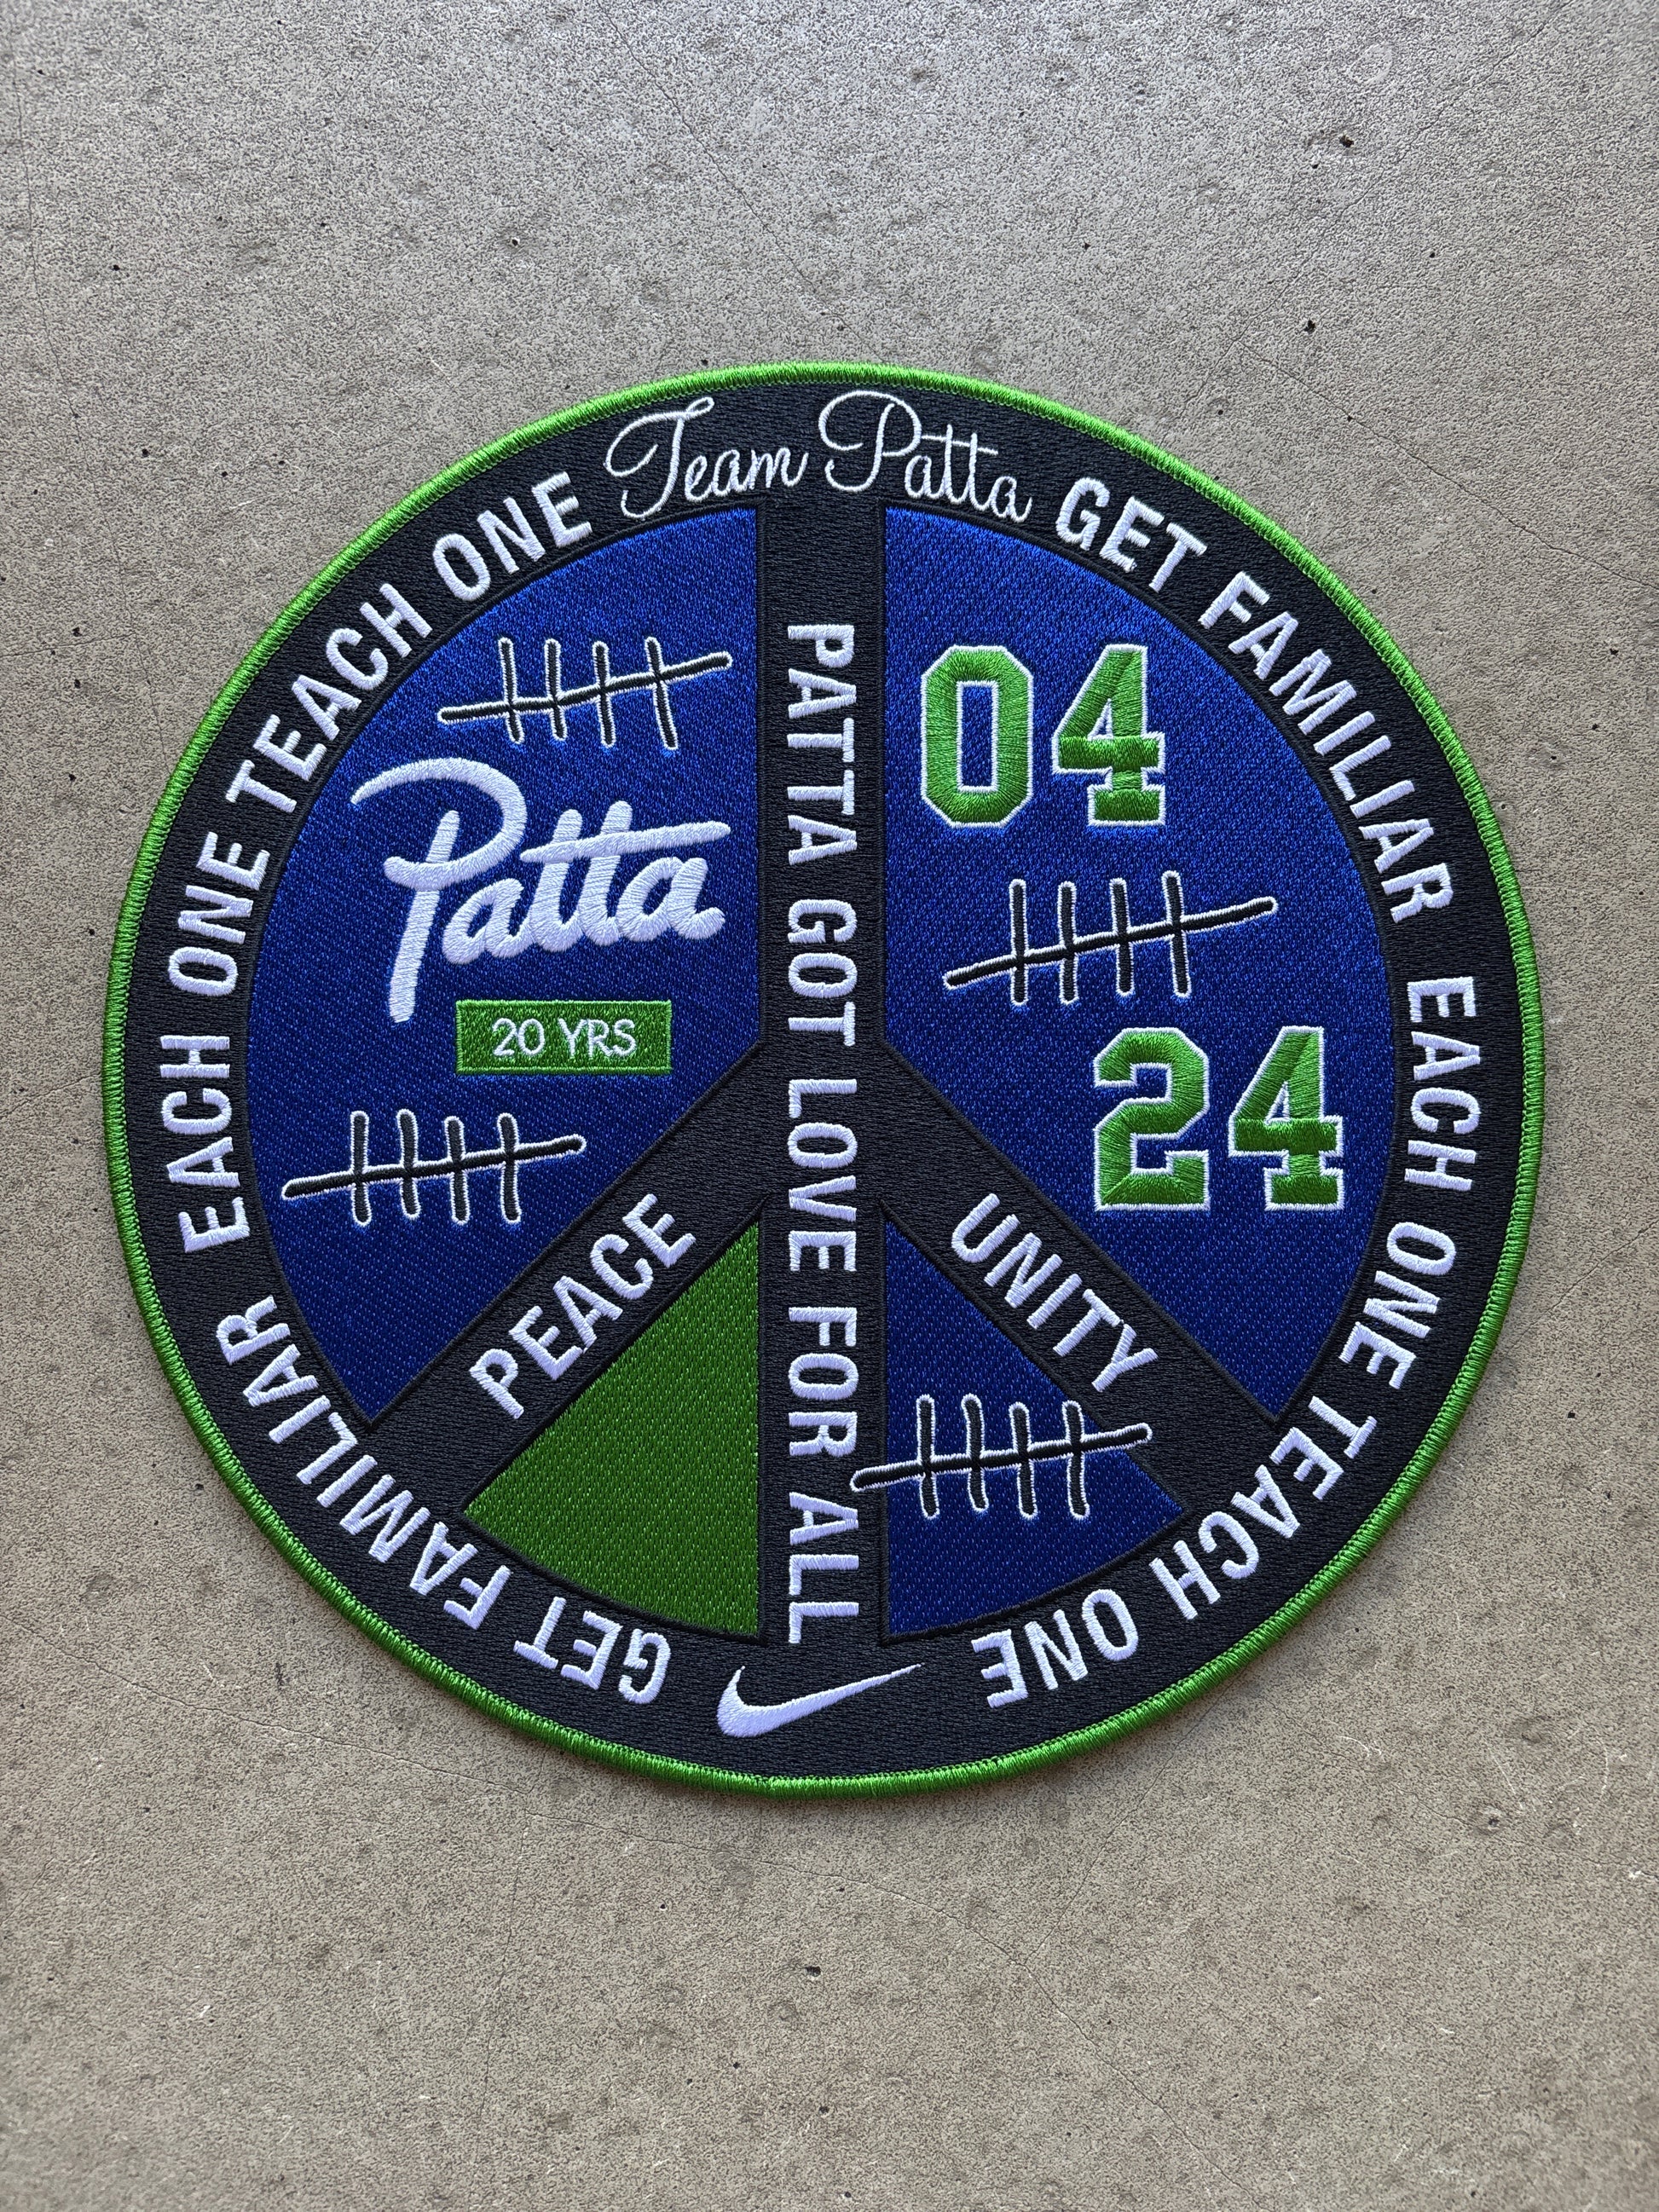 Team Patta
GET FAMILIAR
EACH ONE TEACH ONE
GET FAMILIAR
EACH ONE TEACH ONE
Patta
20 YRS
04
24
PATTA GOT LOVE FOR ALL
PEACE
UNITY